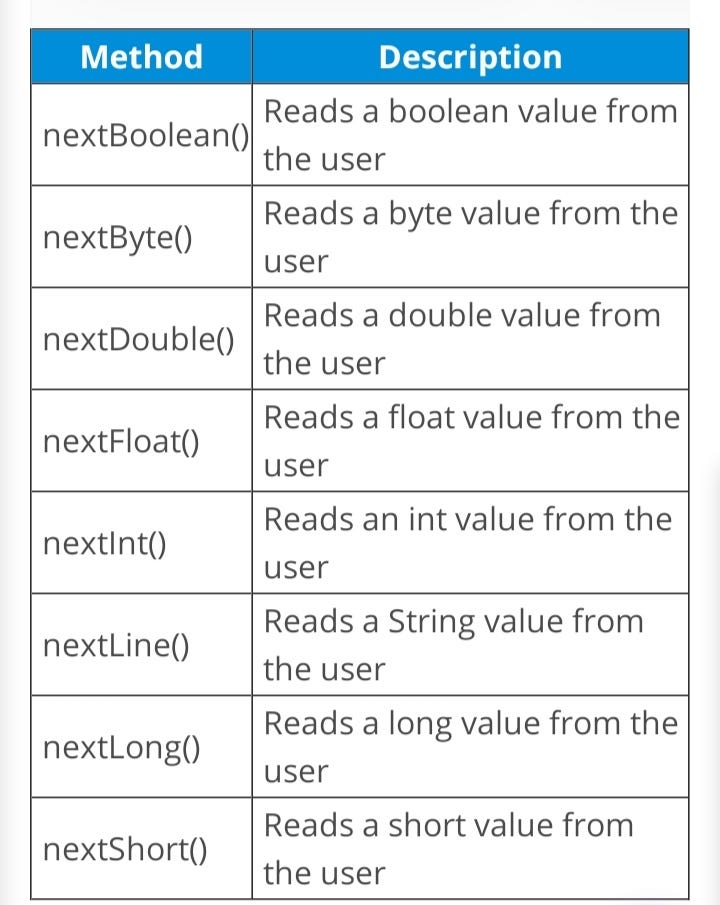 Method Description
nextBoolean() Reads a boolean value from
the user
nextByte() Reads a byte value from the
user
nextDouble() Reads a double value from
the user
nextFloat() Reads a float value from the
user
nextInt() Reads an int value from the
user
nextLine() Reads a String value from
the user
nextLong() Reads a long value from the
user
nextShort() Reads a short value from
the user